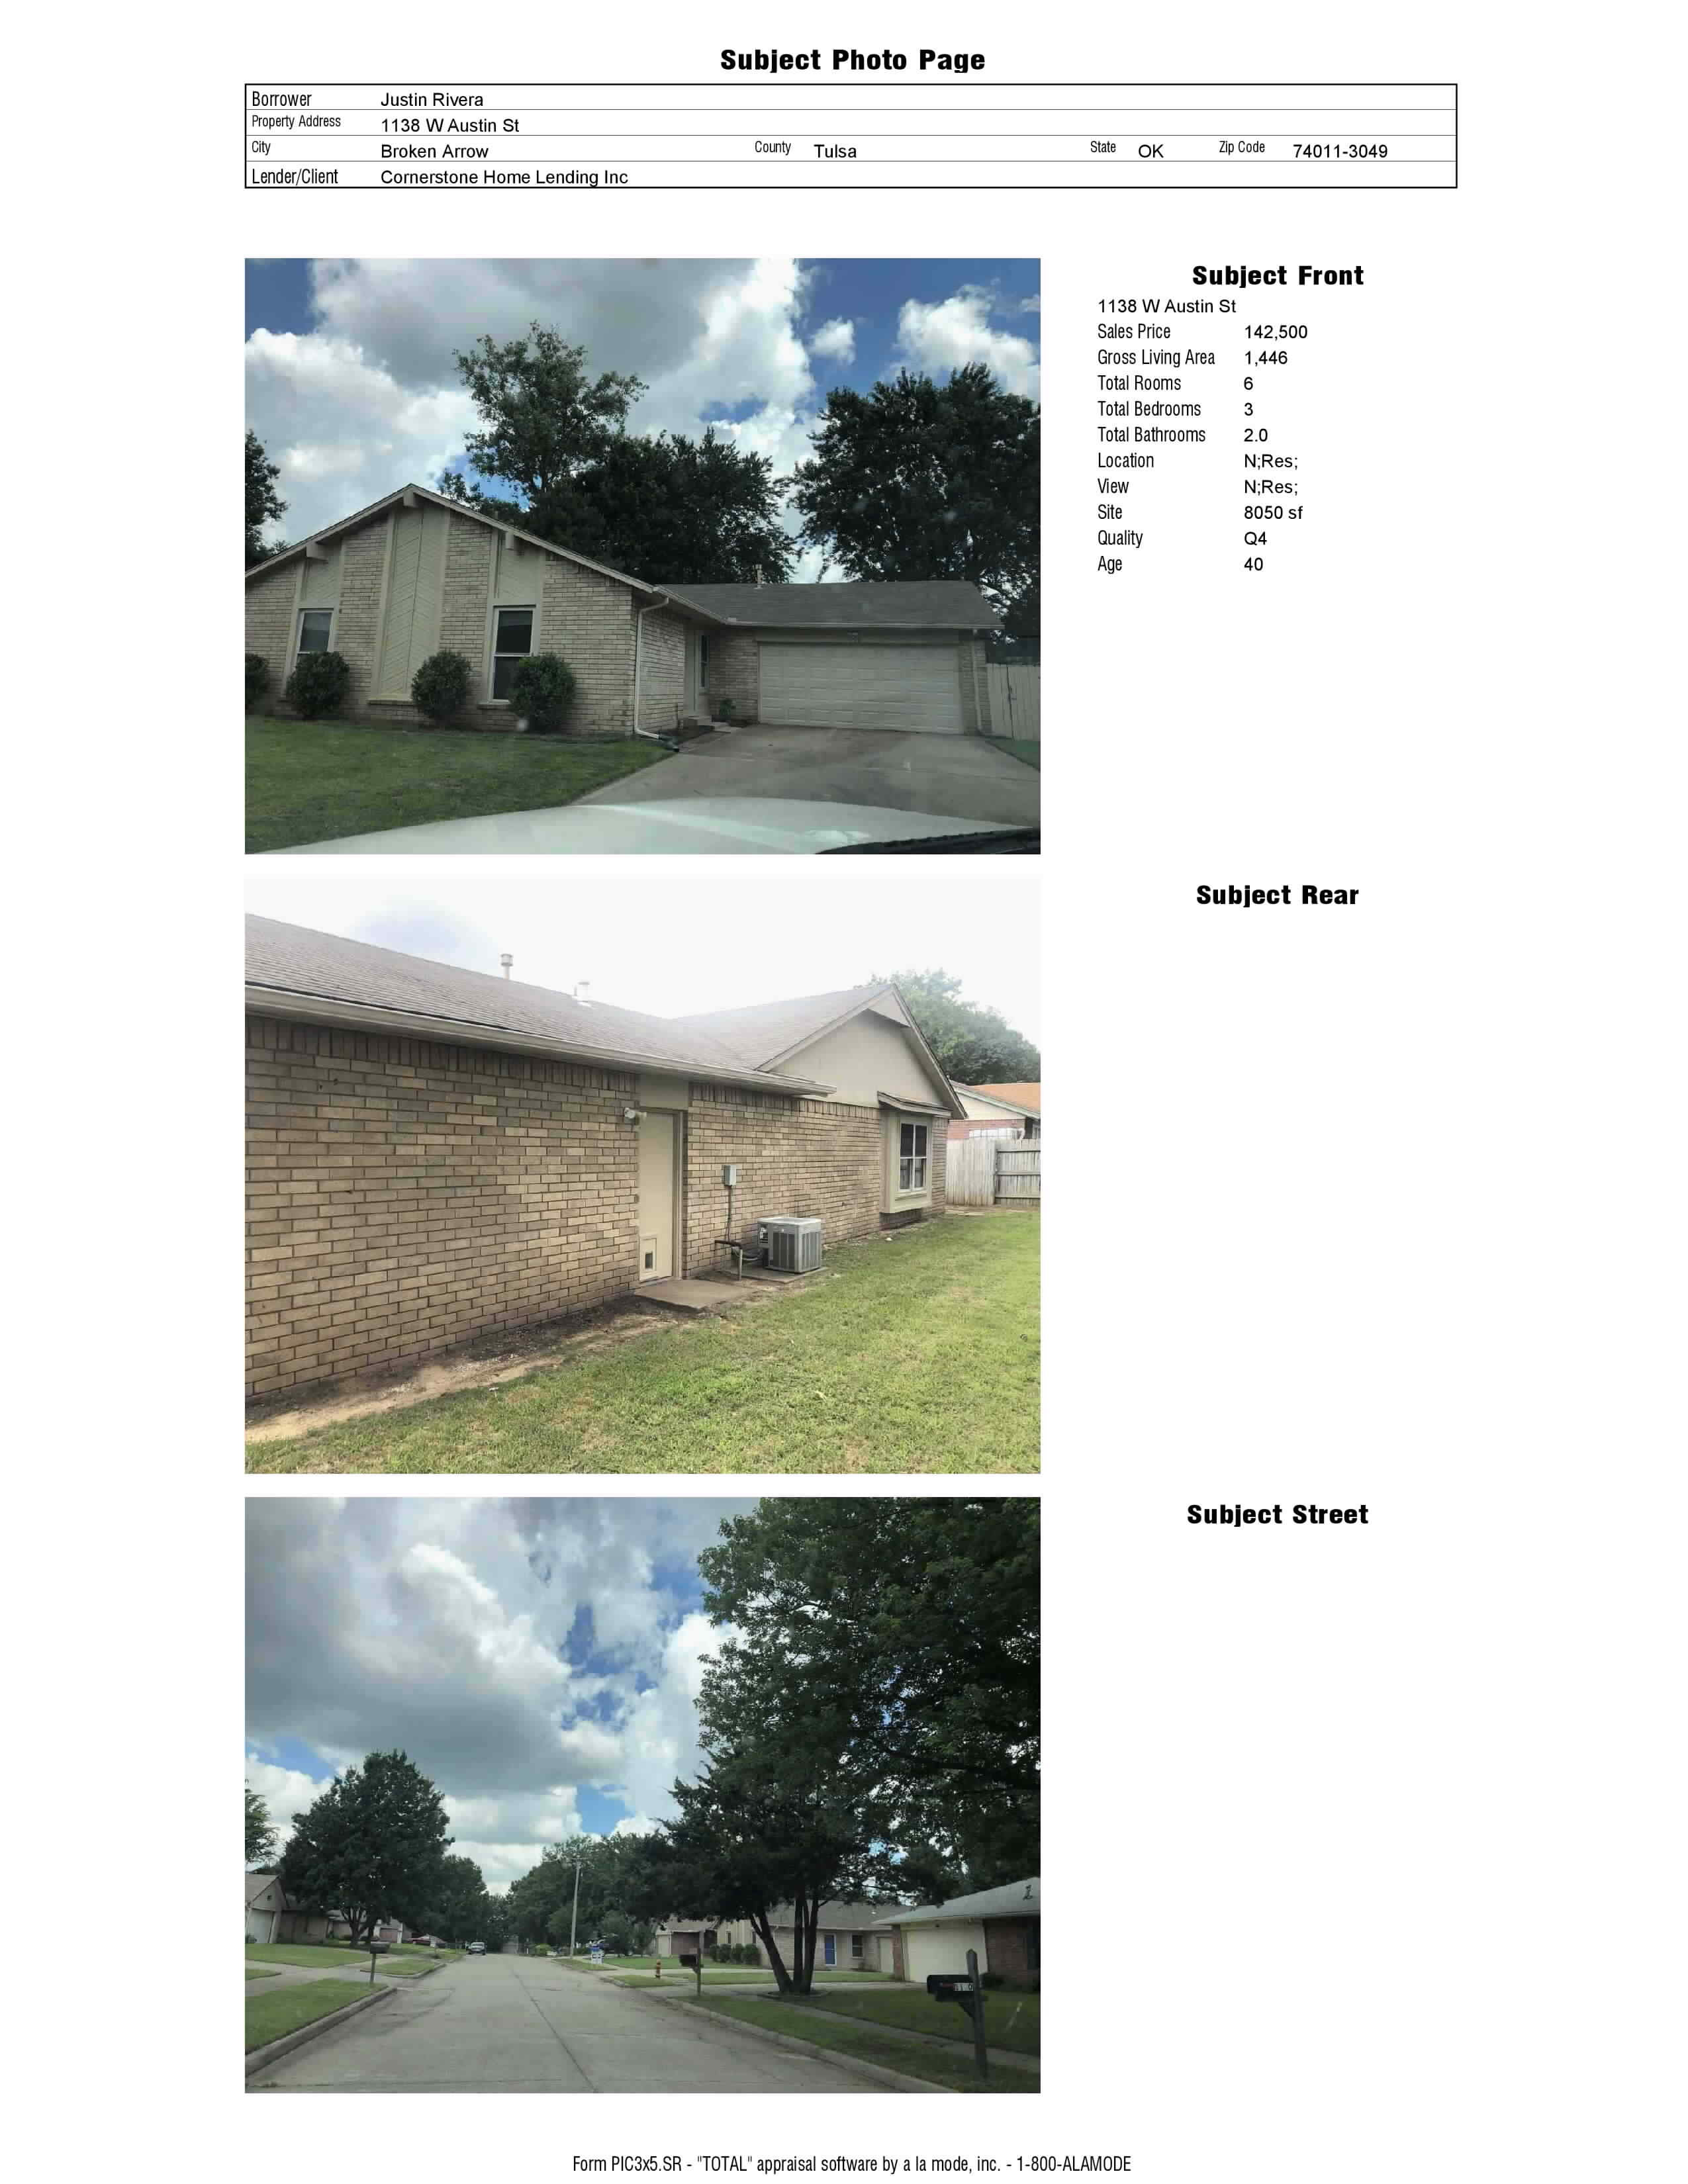 Subject Photo Page
Borrower Justin Rivera
Property Address 1138 W Austin St
City Broken Arrow County Tulsa State OK Zip Code 74011-3049
Lender/Client Cornerstone Home Lending Inc
Subject Front
1138 W Austin St
Sales Price 142,500
Gross Living Area 1,446
Total Rooms 6
Total Bedrooms 3
Total Bathrooms 2.0
Location N;Res;
View N;Res;
Site 8050 sf
Quality Q4
Age 40
Subject Rear
Subject Street
Form PIC3x5.SR - "TOTAL" appraisal software by a la mode, inc. - 1-800-ALAMODE